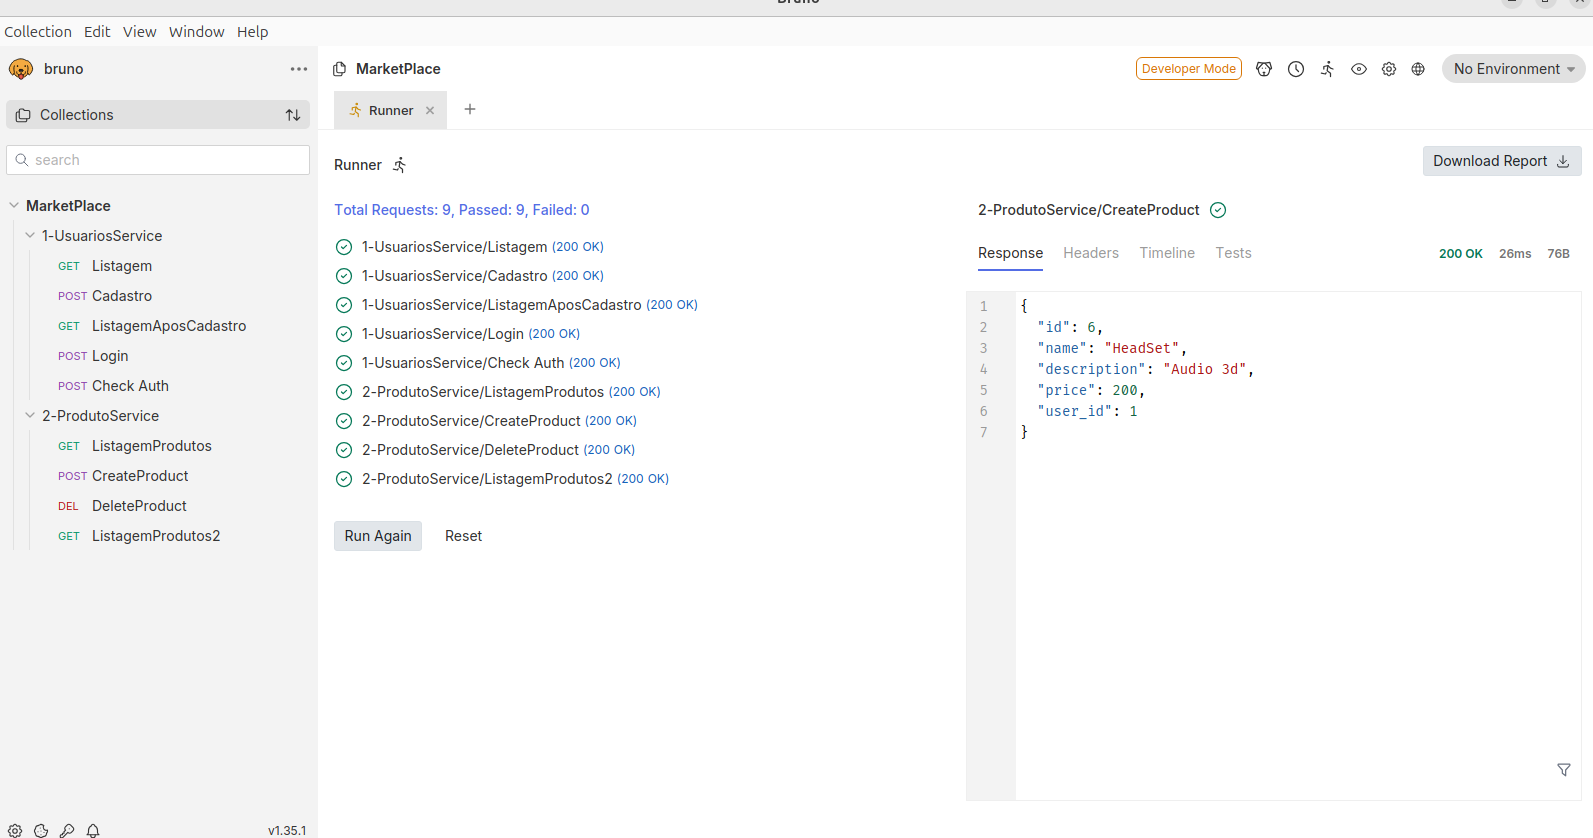 Bruno
Collection Edit View Window Help
bruno
MarketPlace
Developer Mode
No Environment
Collections
Runner
search
Runner
Download Report
MarketPlace
1-UsuariosService
GET Listagem
POST Cadastro
GET ListagemAposCadastro
POST Login
POST Check Auth
2-ProdutoService
GET ListagemProdutos
POST CreateProduct
DEL DeleteProduct
GET ListagemProdutos2
Total Requests: 9, Passed: 9, Failed: 0
1-UsuariosService/Listagem (200 OK)
1-UsuariosService/Cadastro (200 OK)
1-UsuariosService/ListagemAposCadastro (200 OK)
1-UsuariosService/Login (200 OK)
1-UsuariosService/Check Auth (200 OK)
2-ProdutoService/ListagemProdutos (200 OK)
2-ProdutoService/CreateProduct (200 OK)
2-ProdutoService/DeleteProduct (200 OK)
2-ProdutoService/ListagemProdutos2 (200 OK)
Run Again Reset
2-ProdutoService/CreateProduct
Response Headers Timeline Tests 200 OK 26ms 76B
1 {
2 "id": 6,
3 "name": "HeadSet",
4 "description": "Audio 3d",
5 "price": 200,
6 "user_id": 1
7 }
v1.35.1